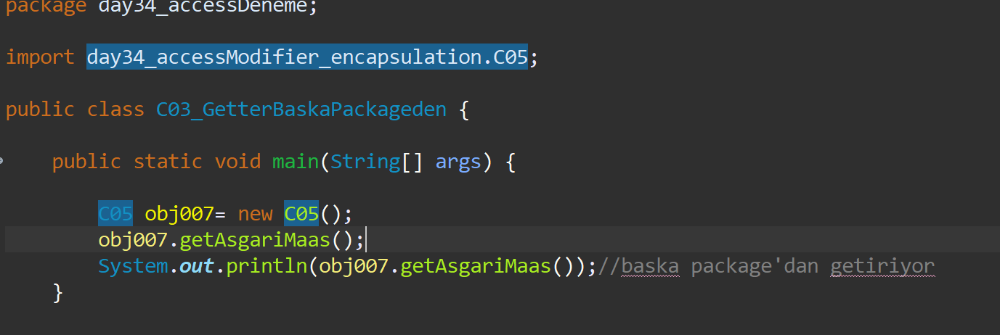 package day34_accessDeneme;
import day34_accessModifier_encapsulation.C05;
public class C03_GetterBaskaPackageden {
public static void main(String[] args) {
C05 obj007= new C05();
obj007.getAsgariMaas();
System.out.println(obj007.getAsgariMaas());//baska package'dan getiriyor
}